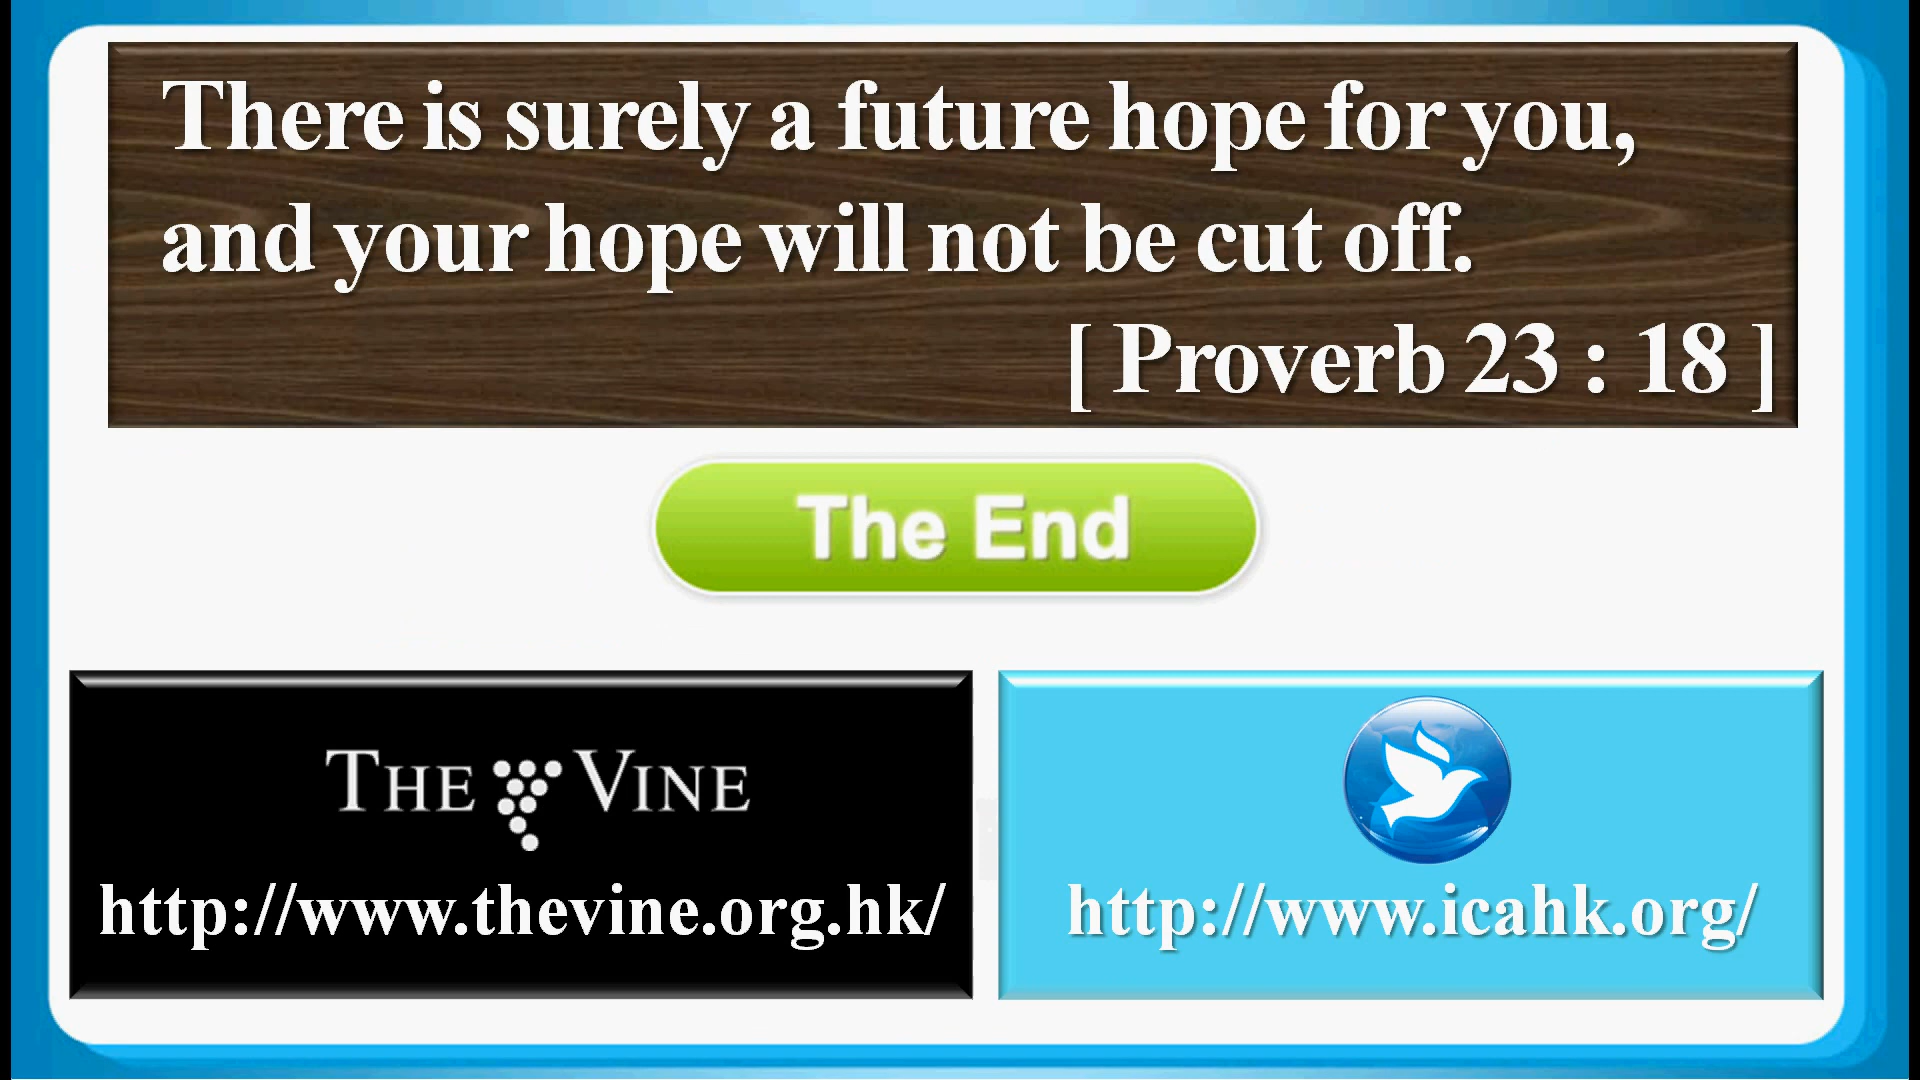 There is surely a future hope for you,
and your hope will not be cut off.
[ Proverb 23 : 18 ]
The End
THE VINE
http://www.thevine.org.hk/
http://www.icahk.org/